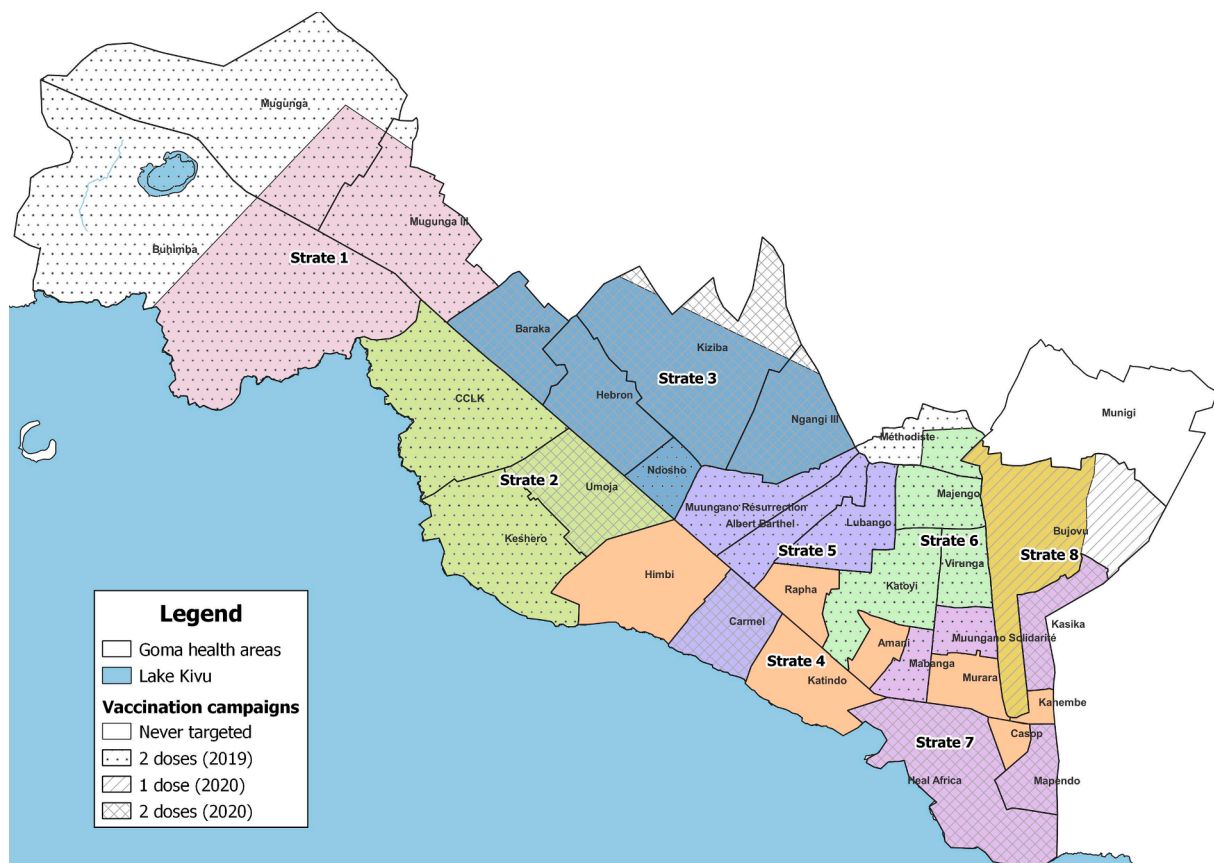 Mugunga
Mugunga III
Buhimba
Strate 1
Baraka
Kiziba
Strate 3
CCLK
Hebron
Ngangi III
Méthodiste
Munigi
Ndosho
Strate 2
Umoja
Majengo
Muungano Résurrection
Albert Barthel
Lubango
Bujovu
Keshero
Strate 5
Strate 6
Strate 8
Virunga
Himbi
Rapha
Katoyi
Carmel
Kasika
Muungano Solidarité
Amani
Strate 4
Mabanga
Katindo
Murara
Kahembe
Casop
Strate 7
Heal Africa
Mapendo
Legend
Goma health areas
Lake Kivu
Vaccination campaigns
Never targeted
2 doses (2019)
1 dose (2020)
2 doses (2020)